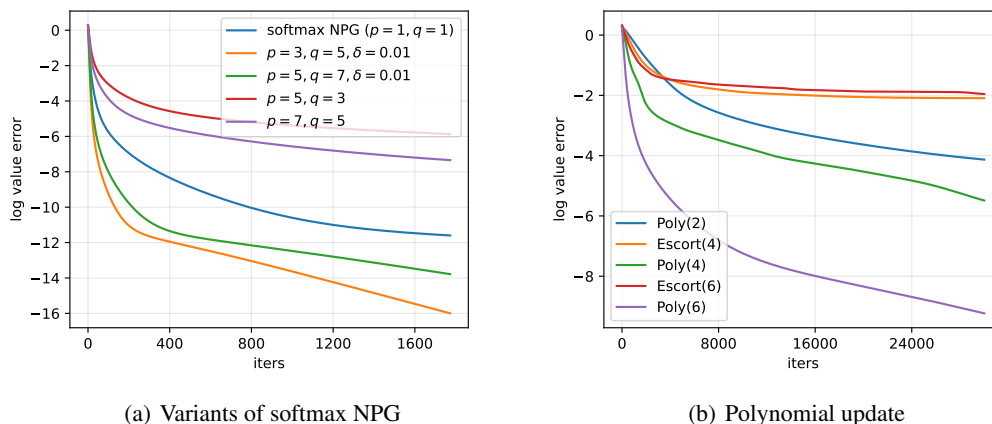 0
−2
−4
−6
−8
−10
−12
−14
−16
log value error
0
400
800
1200
1600
iters
softmax NPG (p = 1, q = 1)
p = 3, q = 5, δ = 0.01
p = 5, q = 7, δ = 0.01
p = 5, q = 3
p = 7, q = 5
(a) Variants of softmax NPG
0
−2
−4
−6
−8
log value error
0
8000
16000
24000
iters
Poly(2)
Escort(4)
Poly(4)
Escort(6)
Poly(6)
(b) Polynomial update